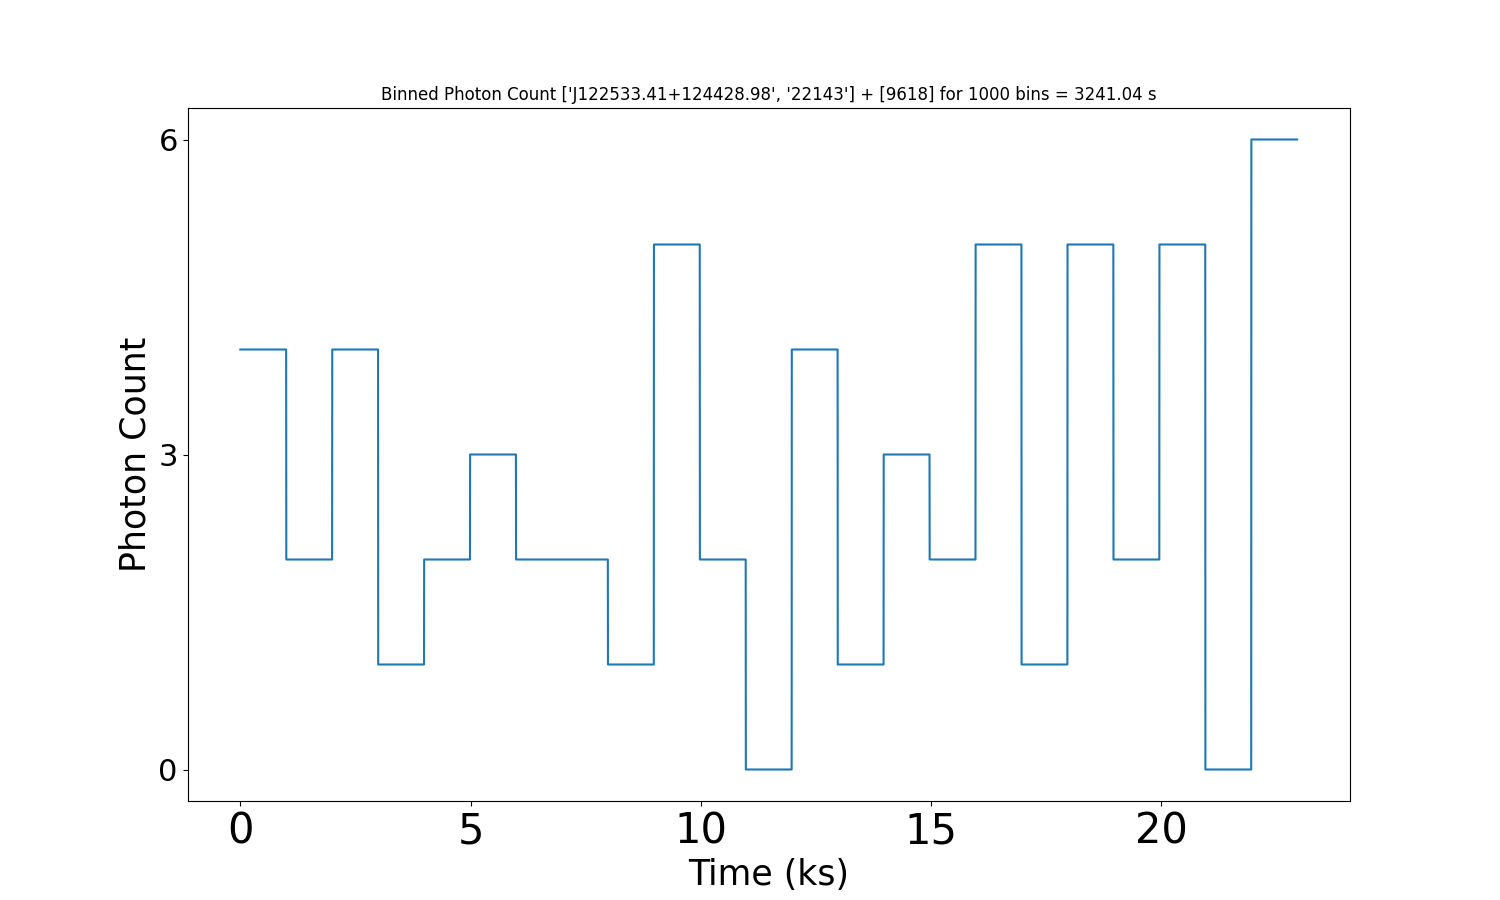 Binned Photon Count ['J122533.41+124428.98', '22143'] + [9618] for 1000 bins = 3241.04 s
6
3
0
Photon Count
0 5 10 15 20
Time (ks)